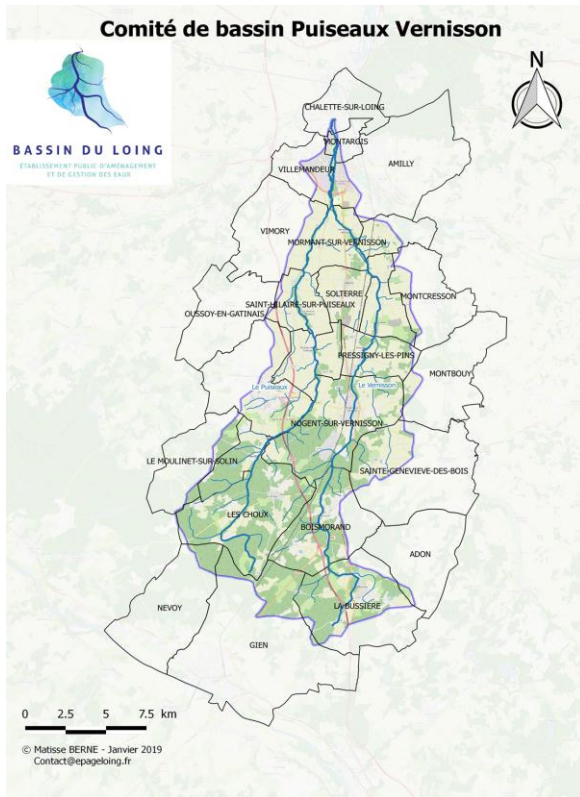 Comité de bassin Puiseaux Vernisson
BASSIN DU LOING
ÉTABLISSEMENT PUBLIC D'AMÉNAGEMENT
ET DE GESTION DES EAUX
N
CHALETTE-SUR-LOING
MONTARGIS
VILLEMANDEUR
AMILLY
VIMORY
MORMANT-SUR-VERNISSON
SOLTERRE
MONTCRESSON
SAINT-HILAIRE-SUR-PUISEAUX
OUSSOY-EN-GATINAIS
PRESSIGNY-LES-PINS
MONTBOUY
Le Puiseaux
Le Vernisson
NOGENT-SUR-VERNISSON
LE MOULINET-SUR-SOLIN
SAINTE-GENEVIEVE-DES-BOIS
LES CHOUX
BOISMORAND
ADON
NEVOY
LA BUSSIERE
GIEN
0 2.5 5 7.5 km
© Matisse BERNE - Janvier 2019
Contact@epageloing.fr